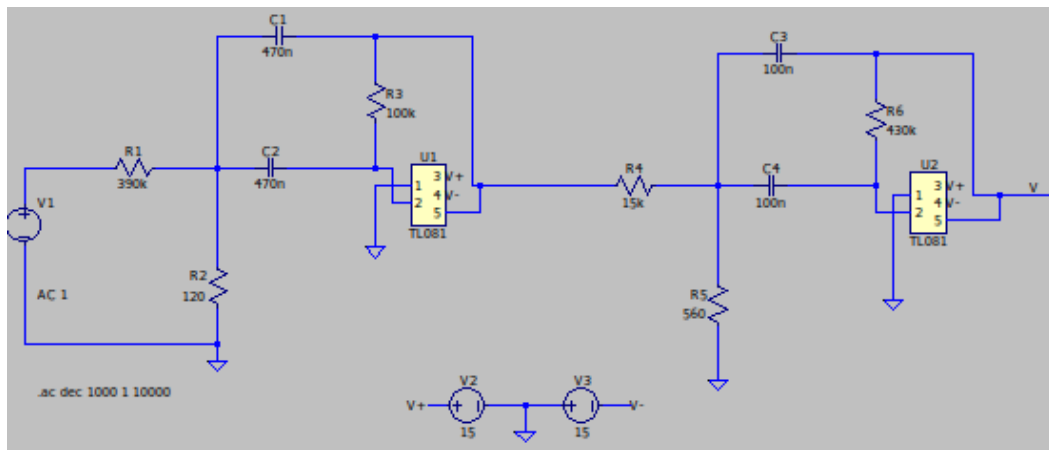 C1
470n
R3
100k
R1
390k
C2
470n
U1
1
2
3
4
5
V+
V-
TL081
V1
AC 1
R2
120
R4
15k
C3
100n
R6
430k
C4
100n
U2
1
2
3
4
5
V+
V-
TL081
V
R5
560
.ac dec 1000 1 10000
V+
V2
15
V3
15
V-